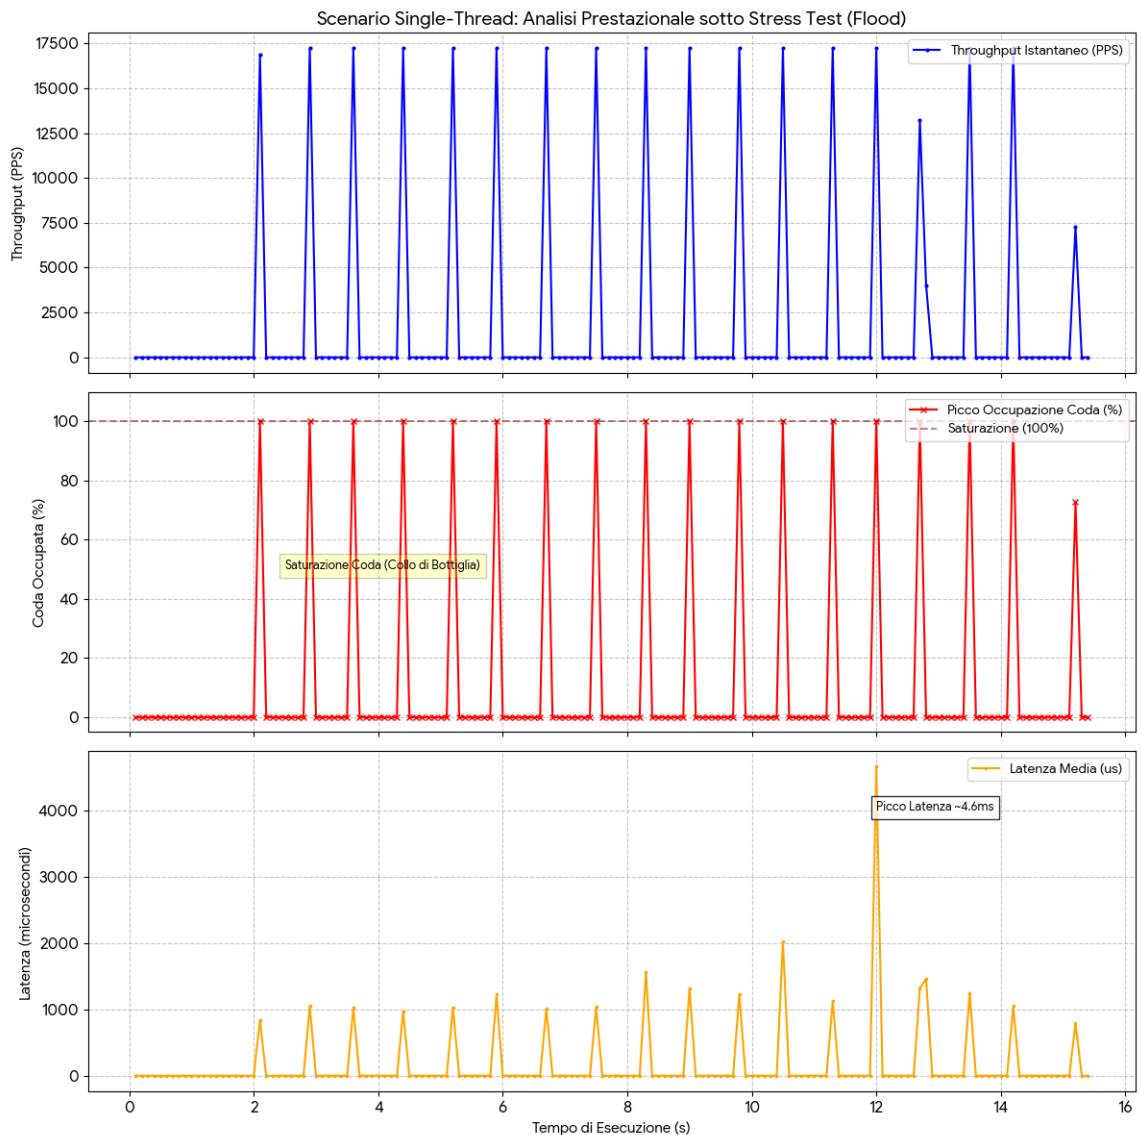 Scenario Single-Thread: Analisi Prestazionale sotto Stress Test (Flood)
Throughput (PPS)
17500
15000
12500
10000
7500
5000
2500
0
Throughput Istantaneo (PPS)
Coda Occupata (%)
100
80
60
40
20
0
Picco Occupazione Coda (%)
Saturazione (100%)
Saturazione Coda (Collo di Bottiglia)
Latenza (microsecondi)
4000
3000
2000
1000
0
Latenza Media (us)
Picco Latenza ~4.6ms
0 2 4 6 8 10 12 14 16
Tempo di Esecuzione (s)